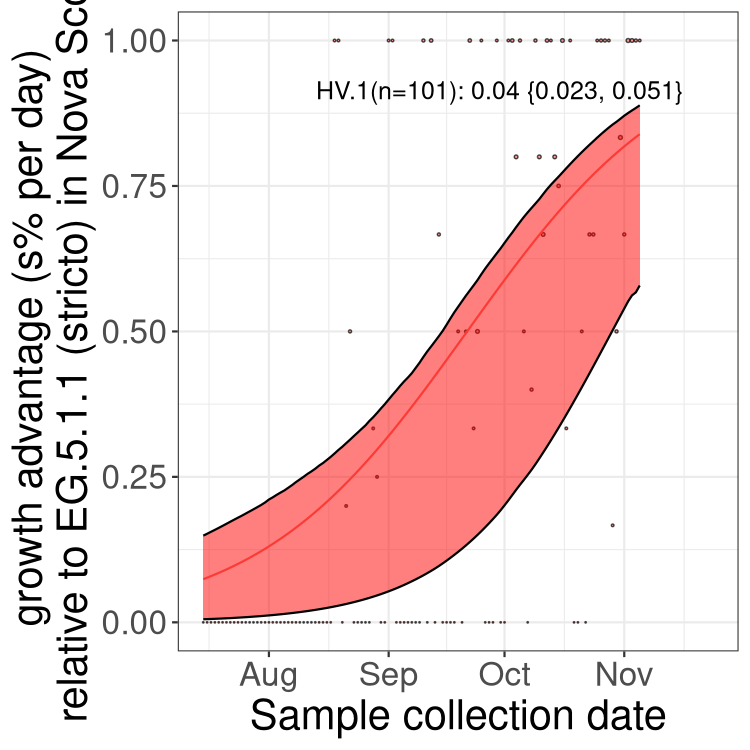 growth advantage (s% per day)
relative to EG.5.1.1 (stricto) in Nova
1.00
0.75
0.50
0.25
0.00
HV.1(n=101): 0.04 {0.023, 0.051}
Aug Sep Oct Nov
Sample collection date